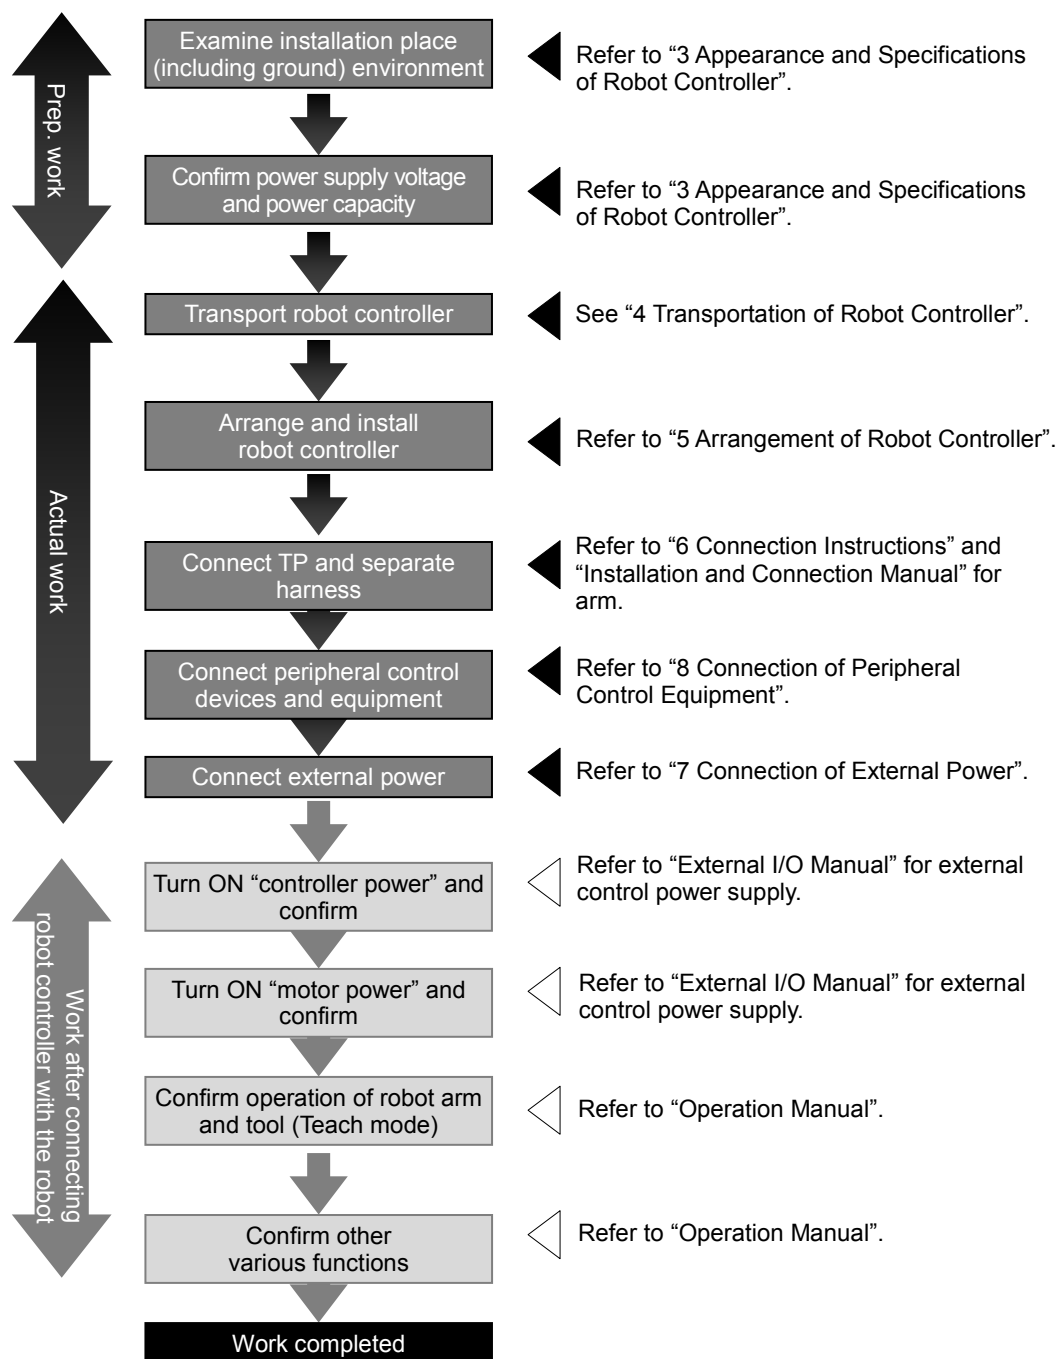 Prep. work
Examine installation place
(including ground) environment
Refer to “3 Appearance and Specifications
of Robot Controller”.
Confirm power supply voltage
and power capacity
Refer to “3 Appearance and Specifications
of Robot Controller”.
Actual work
Transport robot controller
See “4 Transportation of Robot Controller”.
Arrange and install
robot controller
Refer to “5 Arrangement of Robot Controller”.
Connect TP and separate
harness
Refer to “6 Connection Instructions” and
“Installation and Connection Manual” for
arm.
Connect peripheral control
devices and equipment
Refer to “8 Connection of Peripheral
Control Equipment”.
Connect external power
Refer to “7 Connection of External Power”.
Work after connecting
robot controller with the robot
Turn ON “controller power” and
confirm
Refer to “External I/O Manual” for external
control power supply.
Turn ON “motor power” and
confirm
Refer to “External I/O Manual” for external
control power supply.
Confirm operation of robot arm
and tool (Teach mode)
Refer to “Operation Manual”.
Confirm other
various functions
Refer to “Operation Manual”.
Work completed